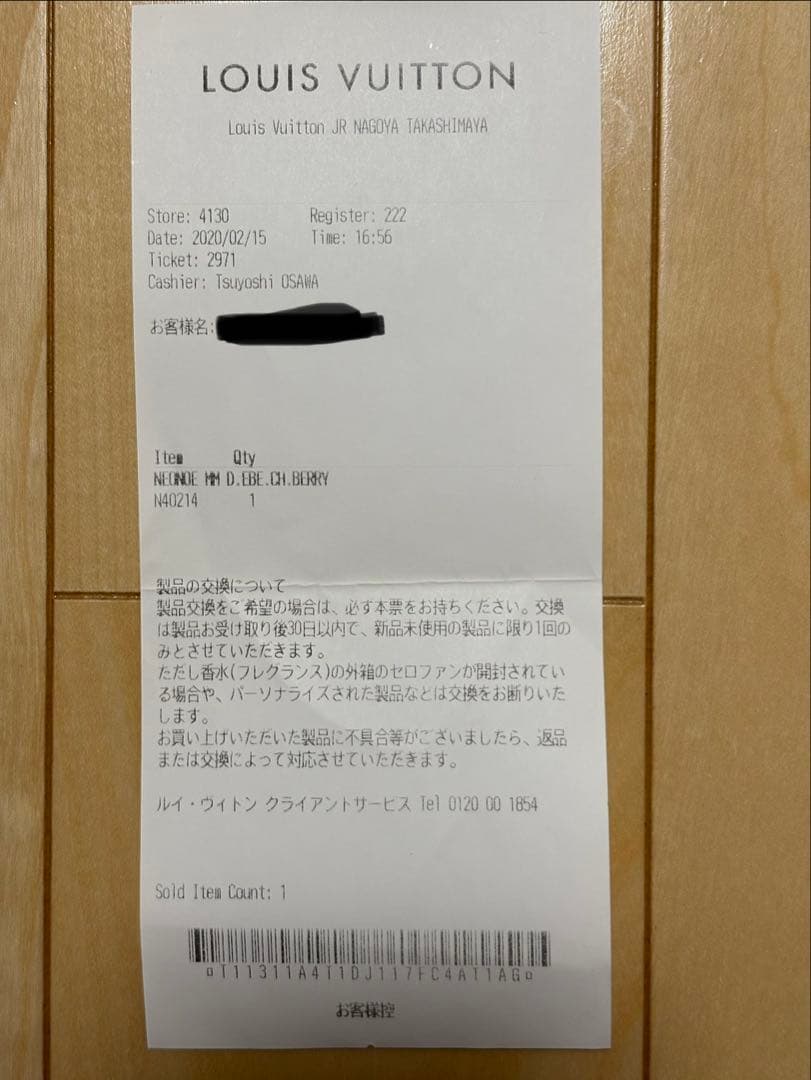 LOUIS VUITTON
Louis Vuitton JR NAGOYA TAKASHIMAYA
Store: 4130 Register: 222
Date: 2020/02/15 Time: 16:56
Ticket: 2971
Cashier: Tsuyoshi OSAWA
お客様名:
Item Qty
NEONOE MM D.EBE.CH.BERRY
N40214 1
製品の交換について
製品交換をご希望の場合は、必ず本票をお持ちください。交換
は製品お受け取り後30日以内で、新品未使用の製品に限り1回の
みとさせていただきます。
ただし香水(フレグランス)の外箱のセロファンが開封されてい
る場合や、パーソナライズされた製品などは交換をお断りいた
します。
お買い上げいただいた製品に不具合等がございましたら、返品
または交換によって対応させていただきます。
ルイ・ヴィトン クライアントサービス Tel 0120 00 1854
Sold Item Count: 1
¤T11311A4T1DJ117FC4AT1AG¤
お客様控